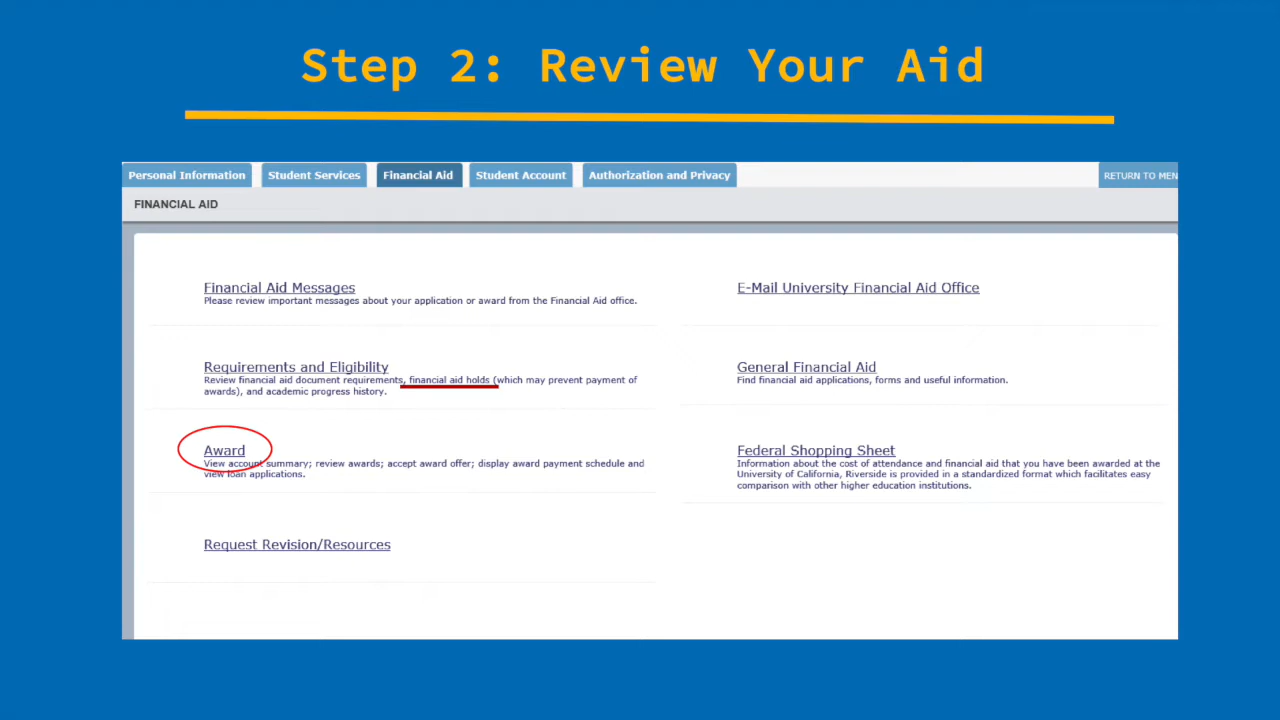 Step 2: Review Your Aid
Personal Information
Student Services
Financial Aid
Student Account
Authorization and Privacy
RETURN TO MEN
FINANCIAL AID
Financial Aid Messages
Please review important messages about your application or award from the Financial Aid office.
Requirements and Eligibility
Review financial aid document requirements, financial aid holds (which may prevent payment of
awards), and academic progress history.
Award
View account summary; review awards; accept award offer; display award payment schedule and
view loan applications.
Request Revision/Resources
E-Mail University Financial Aid Office
General Financial Aid
Find financial aid applications, forms and useful information.
Federal Shopping Sheet
Information about the cost of attendance and financial aid that you have been awarded at the
University of California, Riverside is provided in a standardized format which facilitates easy
comparison with other higher education institutions.